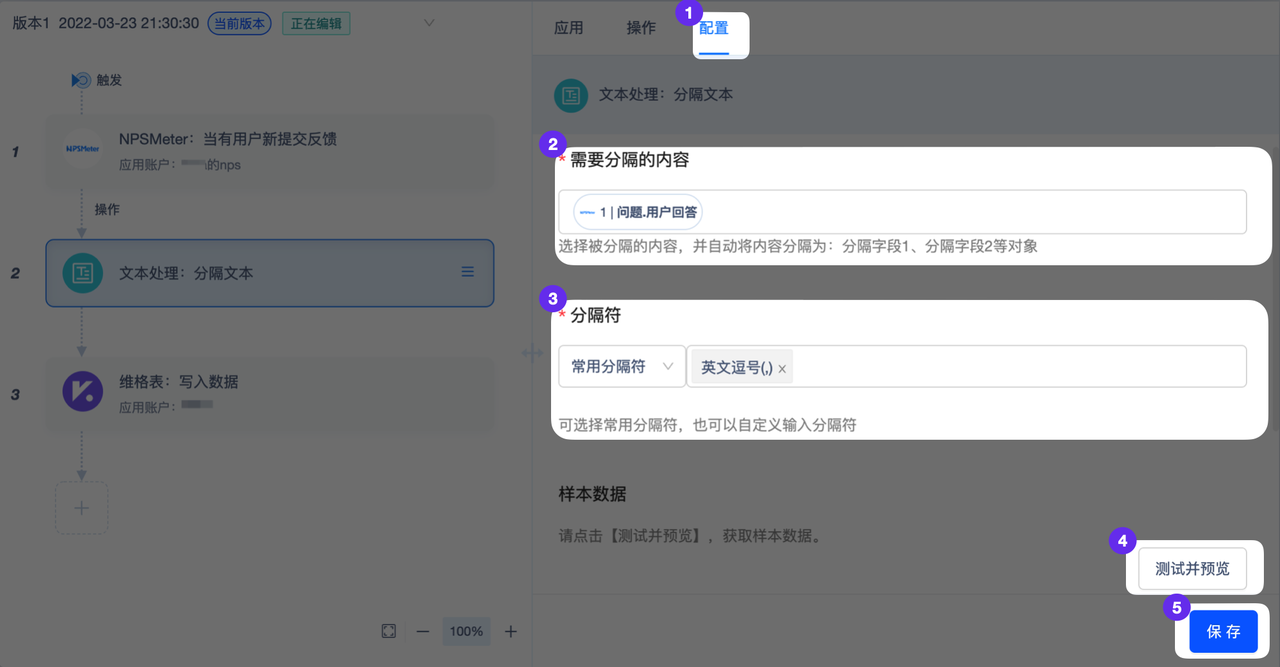 版本1 2022-03-23 21:30:30 当前版本 正在编辑
触发
1
NPSMeter
NPSMeter：当有用户新提交反馈
应用账户：的nps
操作
2
文本处理：分隔文本
3
维格表：写入数据
应用账户：
100%
应用 操作 1 配置
文本处理：分隔文本
2
* 需要分隔的内容
1 | 问题.用户回答
选择被分隔的内容，并自动将内容分隔为：分隔字段1、分隔字段2等对象
3
* 分隔符
常用分隔符 英文逗号(,) ×
可选择常用分隔符，也可以自定义输入分隔符
样本数据
请点击【测试并预览】，获取样本数据。
4
测试并预览
5
保存